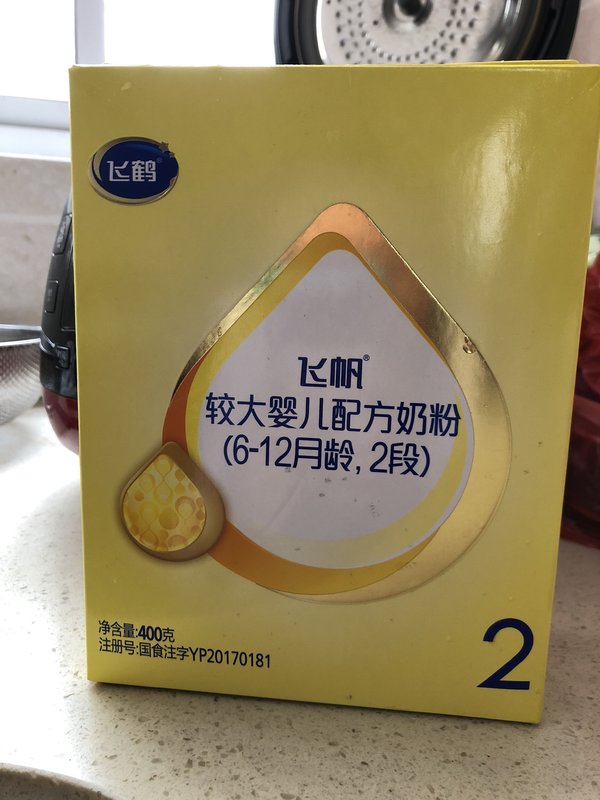 飞鹤®
飞帆®
较大婴儿配方奶粉
(6-12月龄, 2段)
净含量:400克
注册号:国食注字YP20170181
2